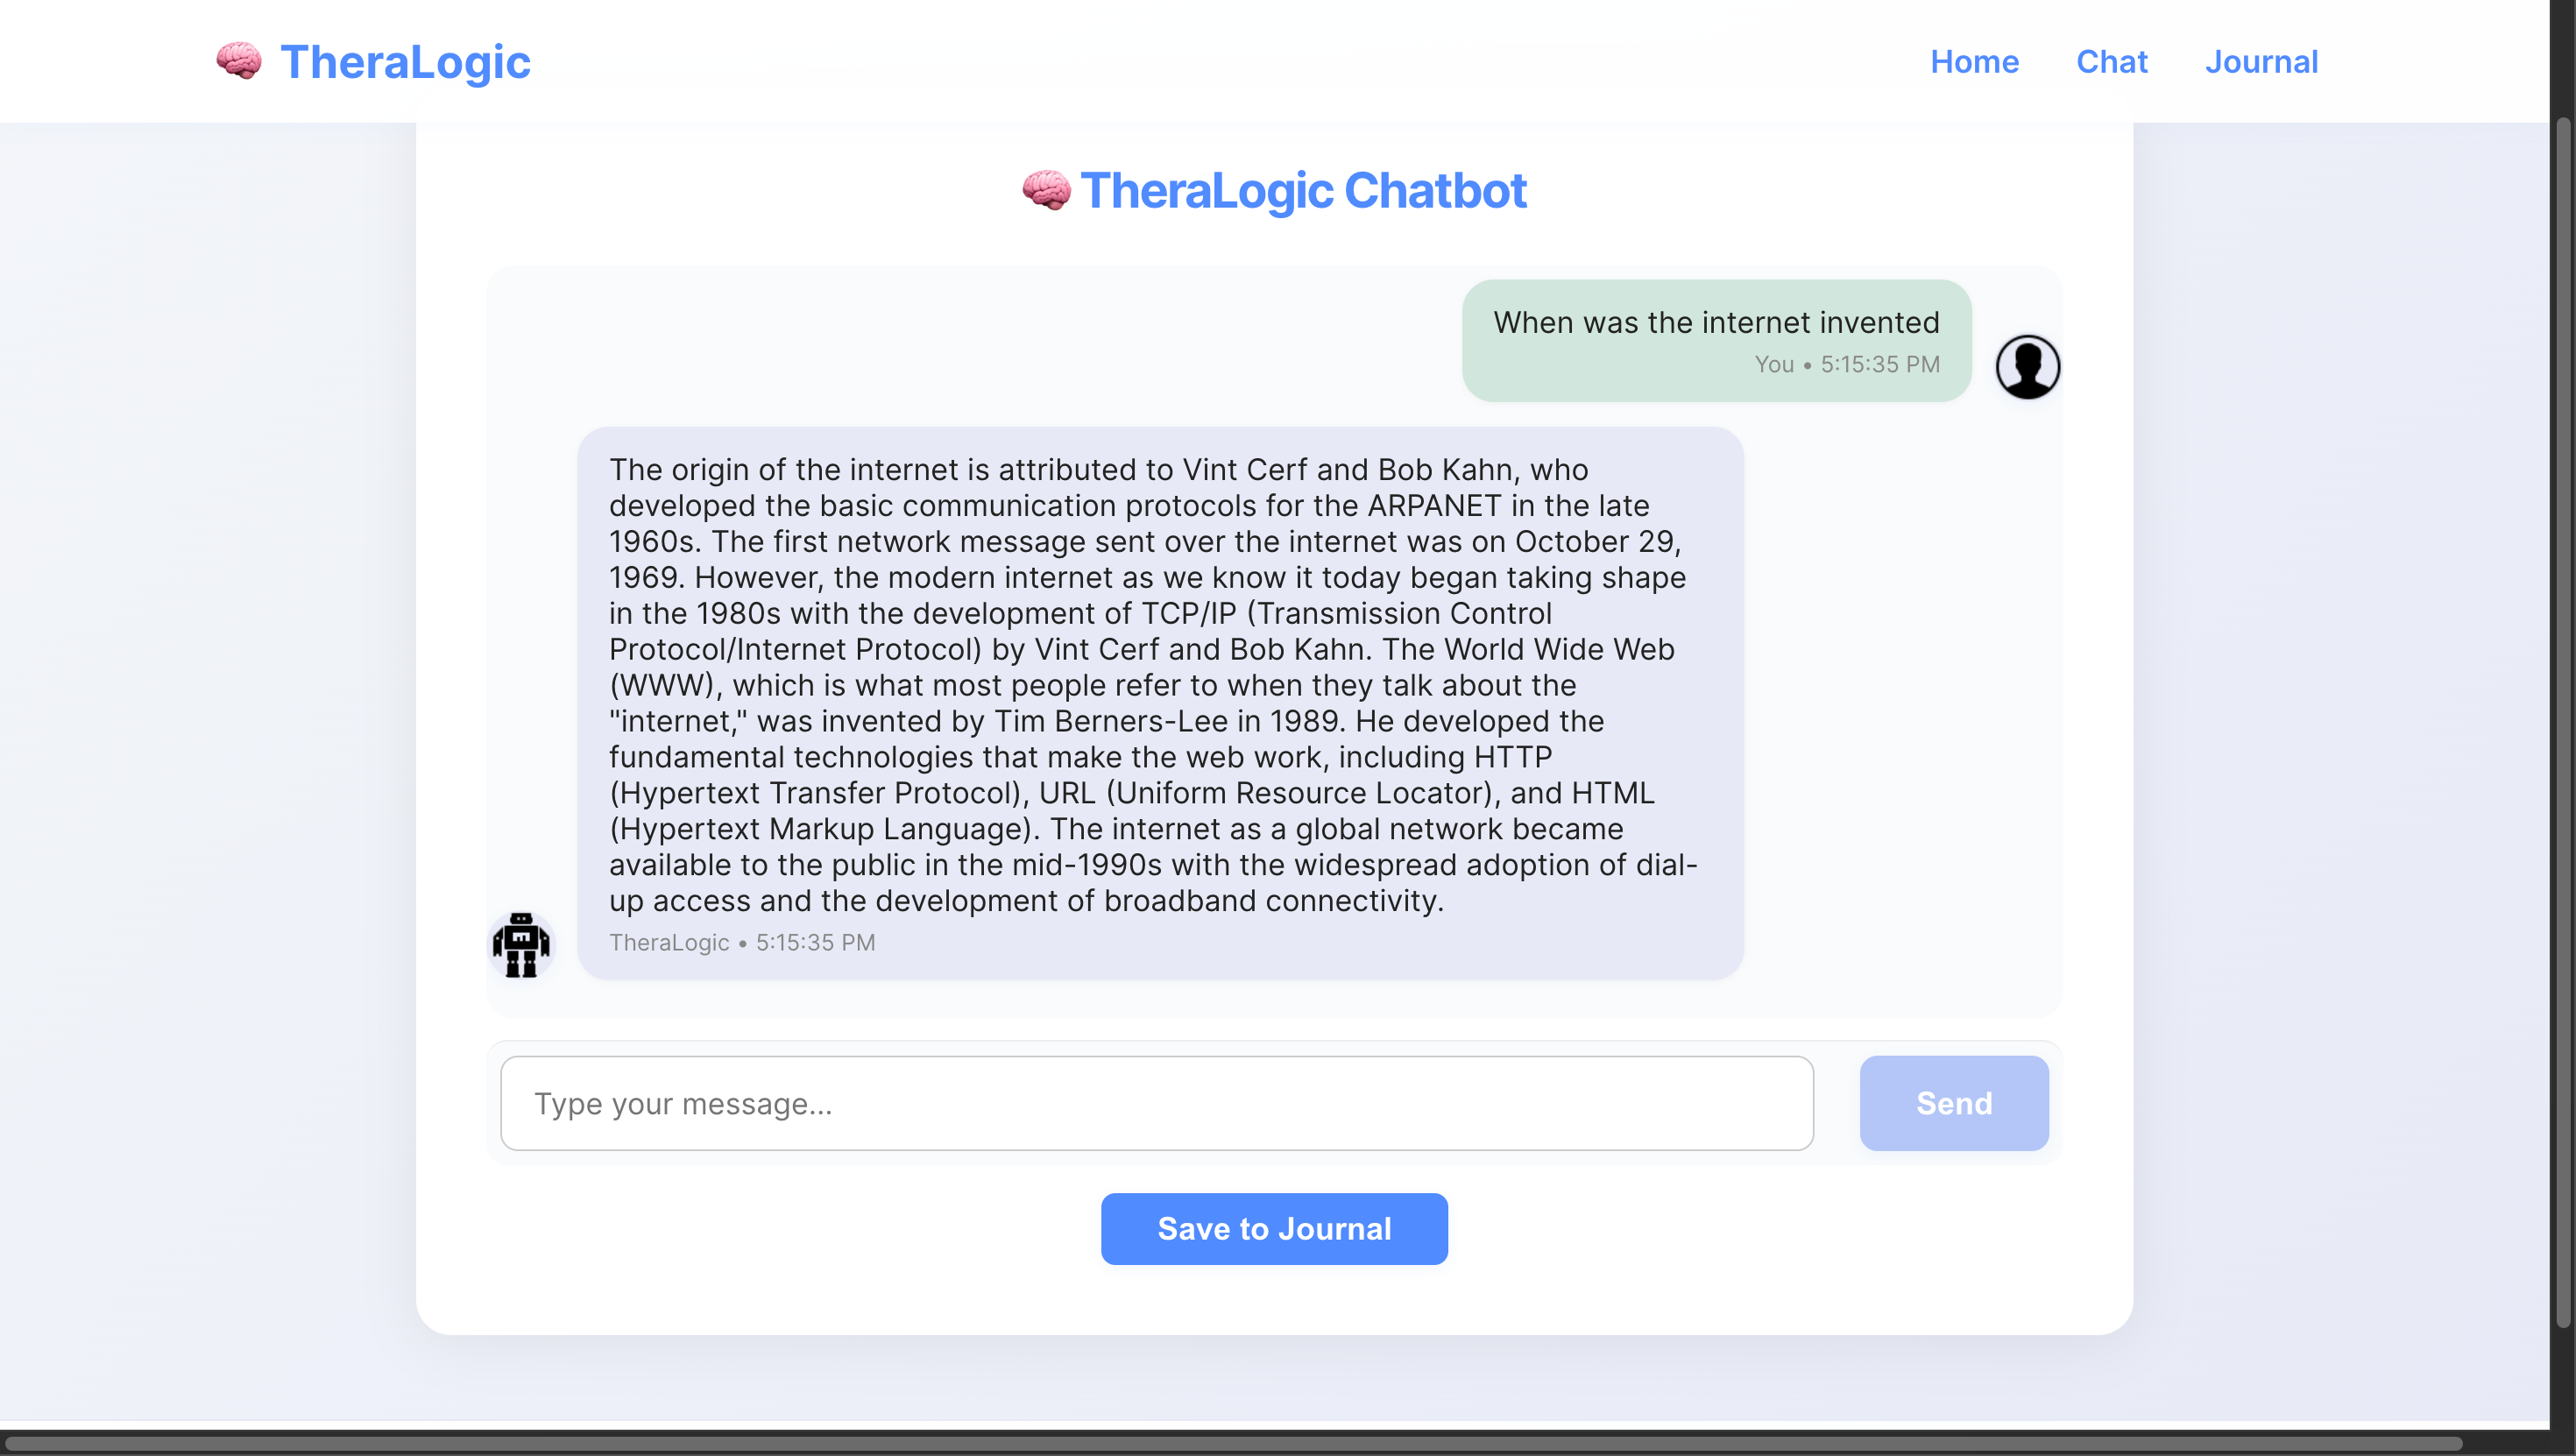 TheraLogic
Home Chat Journal
TheraLogic Chatbot
When was the internet invented
You • 5:15:35 PM
The origin of the internet is attributed to Vint Cerf and Bob Kahn, who
developed the basic communication protocols for the ARPANET in the late
1960s. The first network message sent over the internet was on October 29,
1969. However, the modern internet as we know it today began taking shape
in the 1980s with the development of TCP/IP (Transmission Control
Protocol/Internet Protocol) by Vint Cerf and Bob Kahn. The World Wide Web
(WWW), which is what most people refer to when they talk about the
"internet," was invented by Tim Berners-Lee in 1989. He developed the
fundamental technologies that make the web work, including HTTP
(Hypertext Transfer Protocol), URL (Uniform Resource Locator), and HTML
(Hypertext Markup Language). The internet as a global network became
available to the public in the mid-1990s with the widespread adoption of dial-
up access and the development of broadband connectivity.
TheraLogic • 5:15:35 PM
Type your message...
Send
Save to Journal